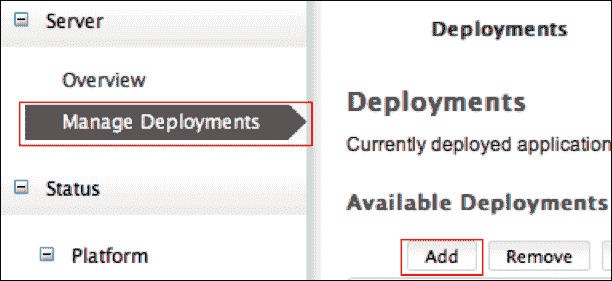 Server
Overview
Manage Deployments
Status
Platform
Deployments
Deployments
Currently deployed application
Available Deployments
Add
Remove